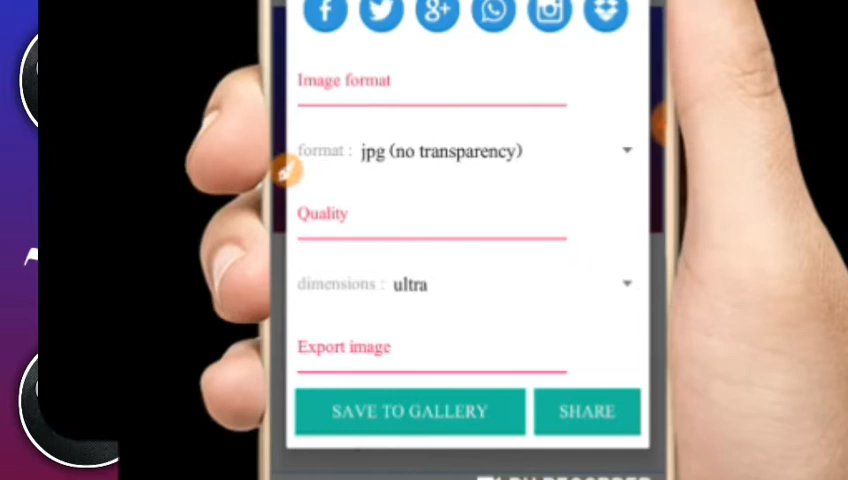 Image format
format : jpg (no transparency)
Quality
dimensions : ultra
Export image
SAVE TO GALLERY SHARE